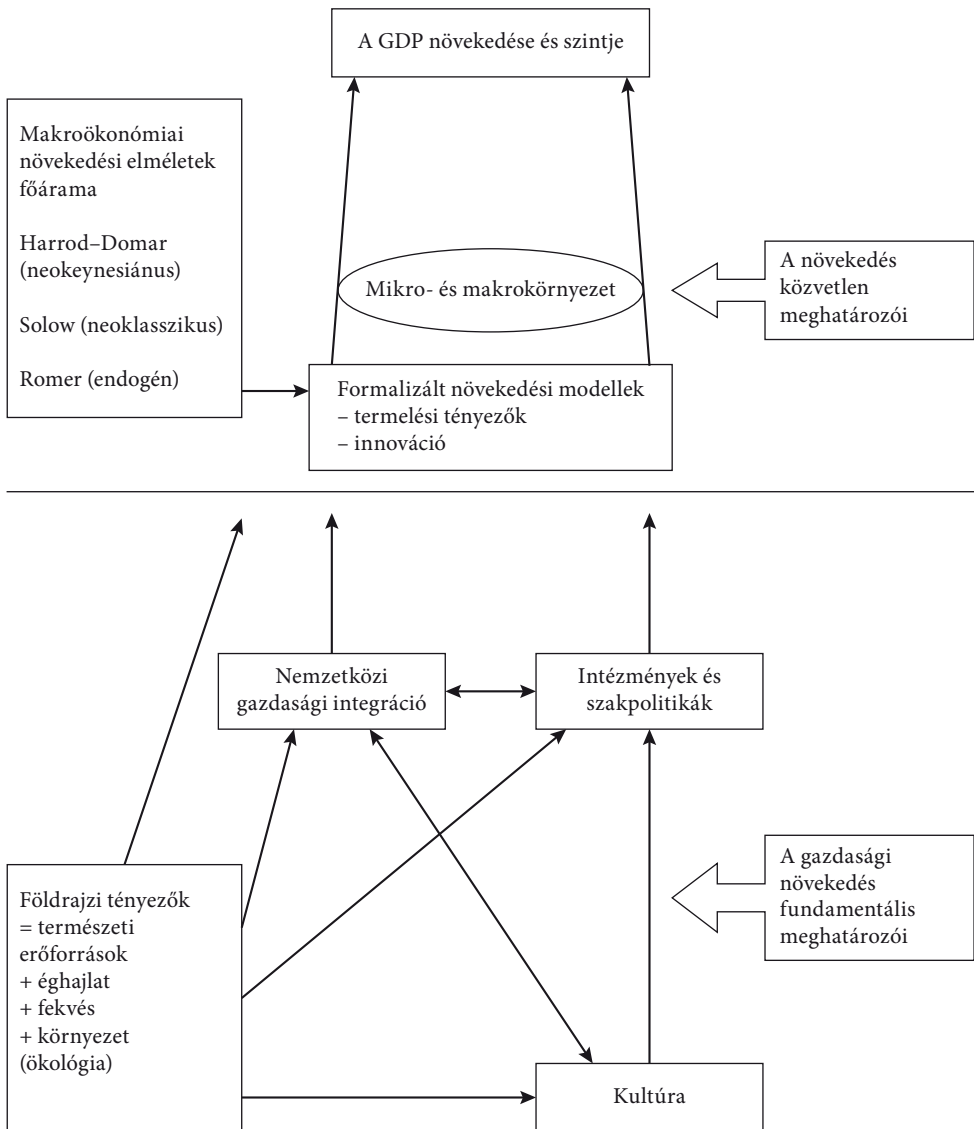 A GDP növekedése és szintje
Makroökonómiai
növekedési elméletek
főárama
Harrod–Domar
(neokeynesiánus)
Solow (neoklasszikus)
Romer (endogén)
Mikro- és makrokörnyezet
A növekedés
közvetlen
meghatározói
Formalizált növekedési modellek
– termelési tényezők
– innováció
Nemzetközi
gazdasági integráció
Intézmények és
szakpolitikák
Földrajzi tényezők
= természeti
erőforrások
+ éghajlat
+ fekvés
+ környezet
(ökológia)
A gazdasági
növekedés
fundamentális
meghatározói
Kultúra